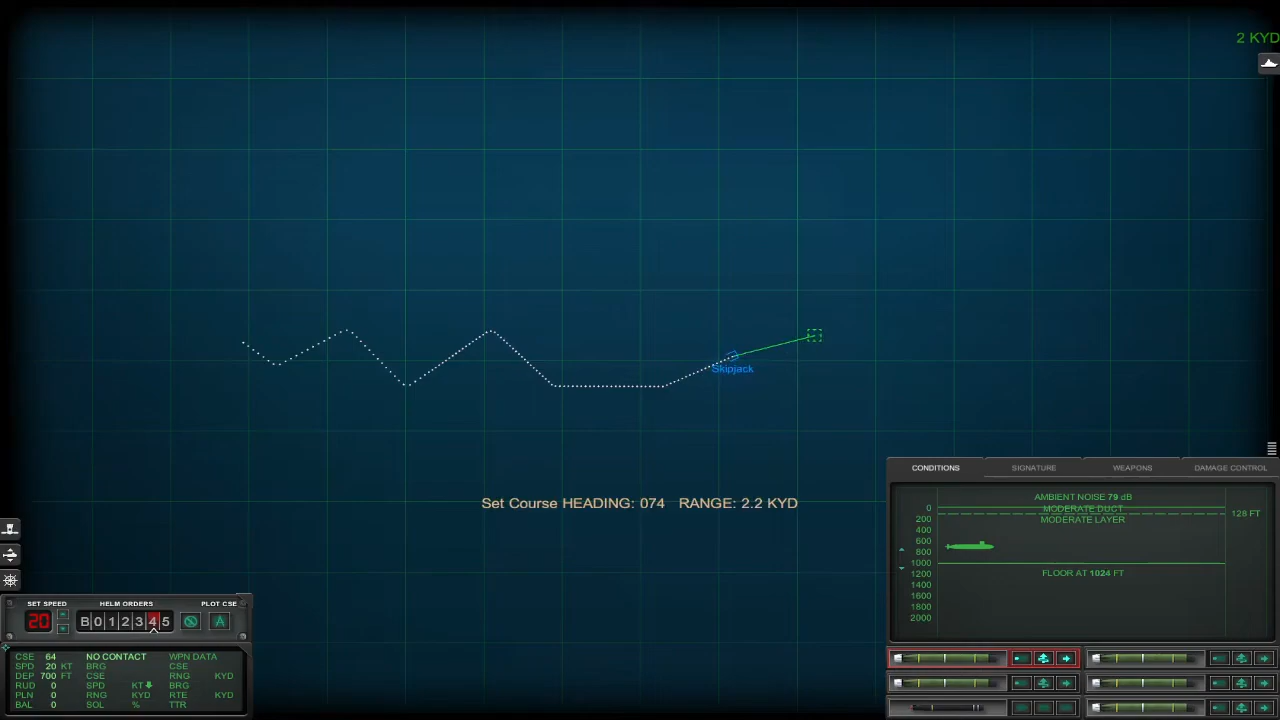 2 KYD
Skipjack
Set Course HEADING: 074 RANGE: 2.2 KYD
CONDITIONS SIGNATURE WEAPONS DAMAGE CONTROL
AMBIENT NOISE 79 dB
0 MODERATE DUCT
128 FT
200 MODERATE LAYER
400
600
800
1000
1200 FLOOR AT 1024 FT
1400
1600
1800
2000
SET SPEED HELM ORDERS PLOT CSE
20 B 0 1 2 3 4 5 A
CSE 64 NO CONTACT WPN DATA
SPD 20 KT BRG CSE
DEP 700 FT CSE RNG KYD
RUD 0 SPD KT BRG
PLN 0 RNG KYD RTE KYD
BAL 0 SOL % TTR